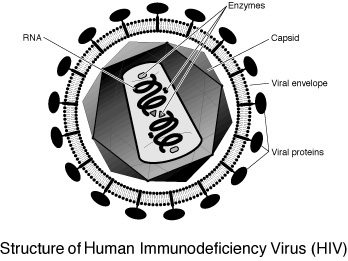 Enzymes
RNA
Capsid
Viral envelope
Viral proteins
Structure of Human Immunodeficiency Virus (HIV)